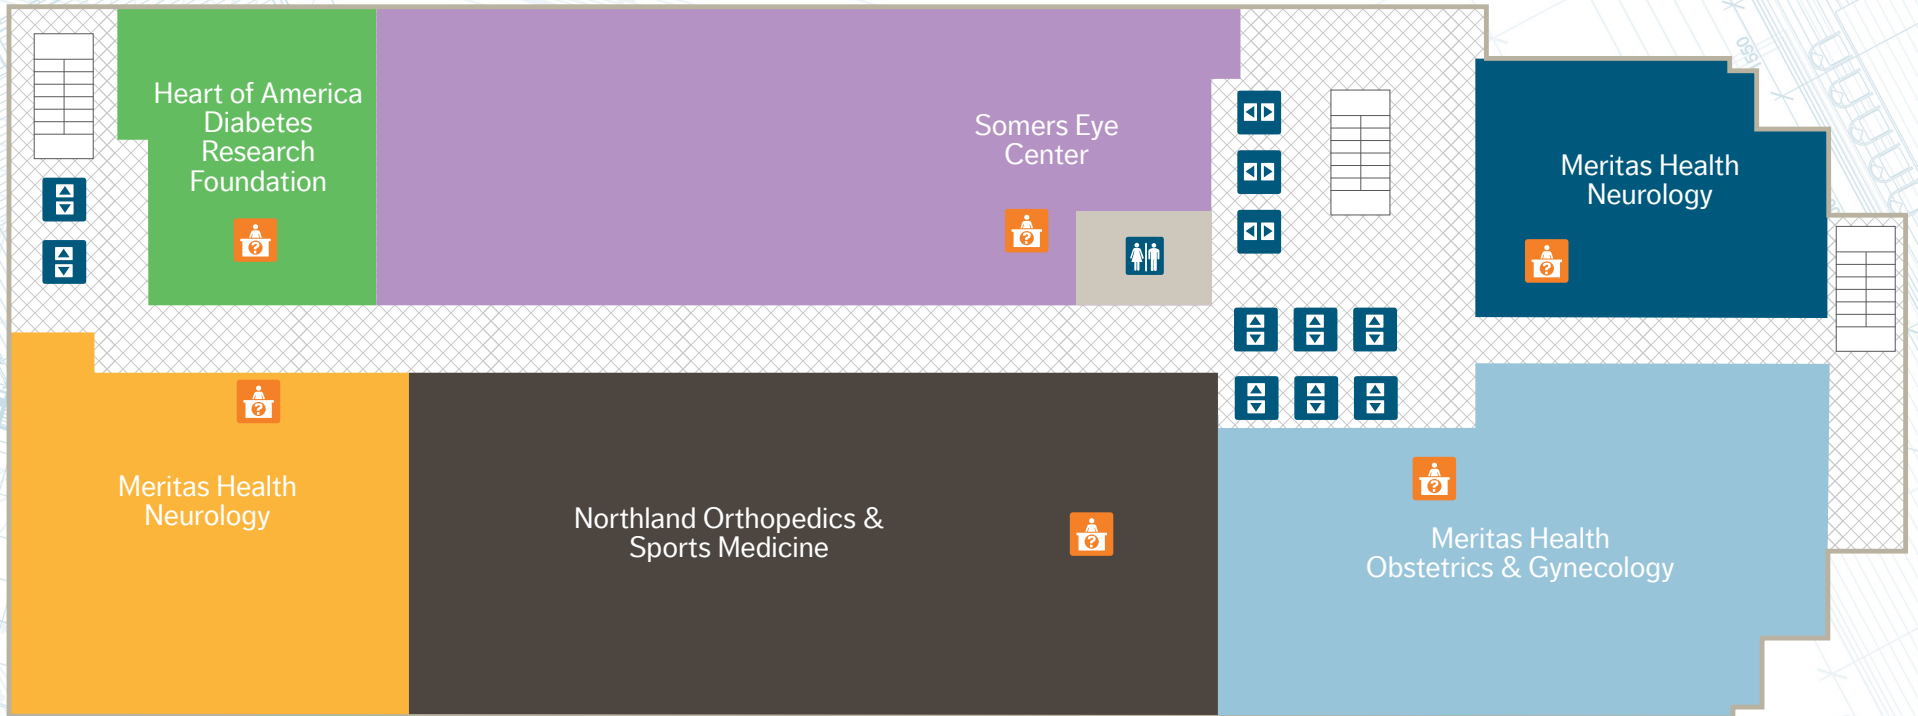 Heart of America
Diabetes
Research
Foundation
Somers Eye
Center
Meritas Health
Neurology
Meritas Health
Neurology
Northland Orthopedics &
Sports Medicine
Meritas Health
Obstetrics & Gynecology
550